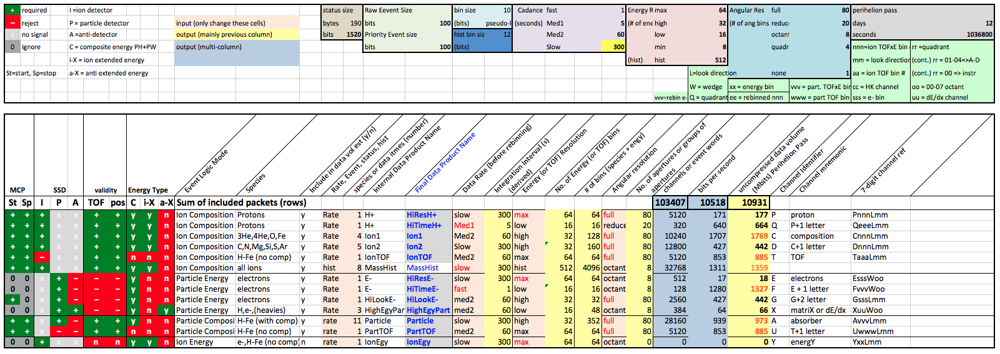 + required I =ion detector status size Raw Eevent Size bin size 10 Cadance fast 1 Energy R max 64 Angular Res full 80 perihelion pass
− reject P = particle detector input (only change these cells) bytes 190 bits 100 (bits) pseudo-l (seconds) Med1 5 (# of ene high 32 (# of ang bins reduc 20 days 12
x no signal A =anti-detector output (mainly previous column) bits 1520 Priority Event size hist bin siz 12 Med2 60 low 16 octant 8 seconds 1036800
0 Ignore C = composite energy PH+PW output (multi-column) bits 100 (bits) Slow 300 min 8 quadr 4 nnn=ion TOFxE bin rr =quadrant
i-X = ion extended energy (hist) hist 512 mm = look direction (cont.) rr = 01-04=>A-D
St=start, Sp=stop a-X = anti extended energy L=look direction none 1 aa = ion TOF bin # (cont.) rr = 00 => instr
W = wedge xx = energy bin vvv = part. TOFxE bin cc = HK channel oo = 00-07 octant
vvv=rebin e- Q = quadrant ee = rebinned nnn www = part TOF bin sss = e- bin uu = dE/dx channel
MCP SSD validity Energy Type
Event Logic Mode
Species
Include in data vol est (y/n)
Rate, Event, status, hist
species or data itmes (number)
Internal Data Product Name
Final Data Product Name
Data Rate (before rebinning)
Integration Interval (s)
(derived)
Energy (or TOF) Resolution
No. of Energy (or TOF) bins
# of bins (species + engy)
Angular resolution
No. of apertures or groups of
apertures
channels or event words
bits per second
uncompressed data volume
(Mbits) Perihelion Pass
Channel Identifier
Channel mnemonic
7-digit channel ref
St Sp I P A TOF pos C i-X a-X Sum of included packets (rows) 103407 10518 10931
+ + + x x + + y y n Ion Composition Protons y Rate 1 H+ HiResH+ slow 300 max 64 64 full 80 5120 171 177 P proton PnnnLmm
+ + + x x + + y y n Ion Composition Protons y Rate 1 H+ HiTimeH+ Med1 5 low 16 16 reduce 20 320 640 664 Q P+1 letter QeeeLmm
+ + + x x + + y y n Ion Composition 3He,4He,O,Fe y Rate 4 Ion1 Ion1 Med2 60 high 32 128 full 80 10240 1707 1769 C composition CnnnLmm
+ + + x x + + y y n Ion Composition C,N,Mg,Si,S,Ar y Rate 5 Ion2 Ion2 Slow 300 high 32 160 full 80 12800 427 442 D C+1 letter DnnnLmm
+ + − x x + + n n n Ion Composition H-Fe (no comp) y Rate 1 IonTOF IonTOF Med2 60 max 64 64 full 80 5120 853 885 T TOF TaaaLmm
+ + + x x + + y y n Ion Composition all ions y hist 8 MassHist MassHist slow 300 hist 512 4096 octant 8 32768 1311 1359
0 0 x + − − − y n n Particle Energy electrons y Rate 1 E- HiResE- slow 300 max 64 64 octant 8 512 17 18 E electrons EsssWoo
0 0 x + − − − y n n Particle Energy electrons y Rate 1 E- HiTimeE- fast 1 low 16 16 octant 8 128 1280 1327 F E + 1 letter FvvvWoo
+ 0 x + − − − y n n Particle Energy electrons y Rate 1 HiLookE- HiLookE- med2 60 high 32 32 full 80 2560 427 442 G G+2 letter GsssLmm
0 0 x + + − − y n y Particle Energy H,e-,(heavies) y Rate 3 HighEgyPar HighEgyPart med2 60 low 16 48 octant 8 384 64 66 X matriX or dE/dx XuuWoo
+ + x + − + + y n n Particle Composi H-Fe (with comp) y rate 11 Particle Particle slow 300 high 32 352 full 80 28160 939 973 A absorber AvvvLmm
+ + x − − + + n n n Particle Composi H-Fe (no comp) y rate 1 PartTOF PartTOF med2 60 max 64 64 full 80 5120 853 885 U T+1 letter UwwwLmm
0 0 + x x n n y y n Ion Energy e-,H-Fe (no comp) n rate 1 IonEgy IonEgy slow 300 max 64 64 octant 0 0 0 0 Y energY YxxLmm